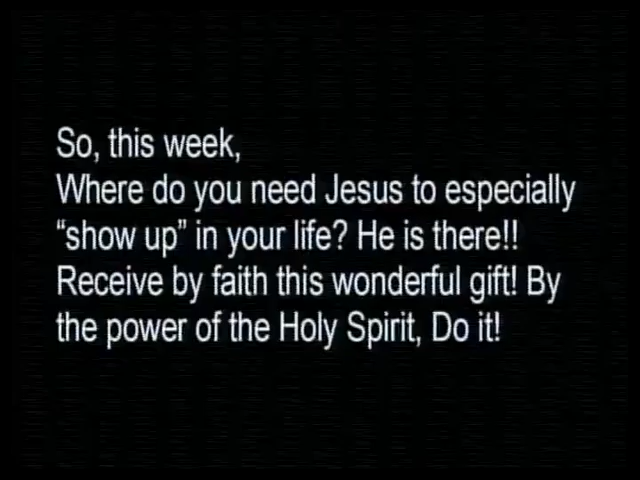 So, this week,
Where do you need Jesus to especially
“show up” in your life? He is there!!
Receive by faith this wonderful gift! By
the power of the Holy Spirit, Do it!